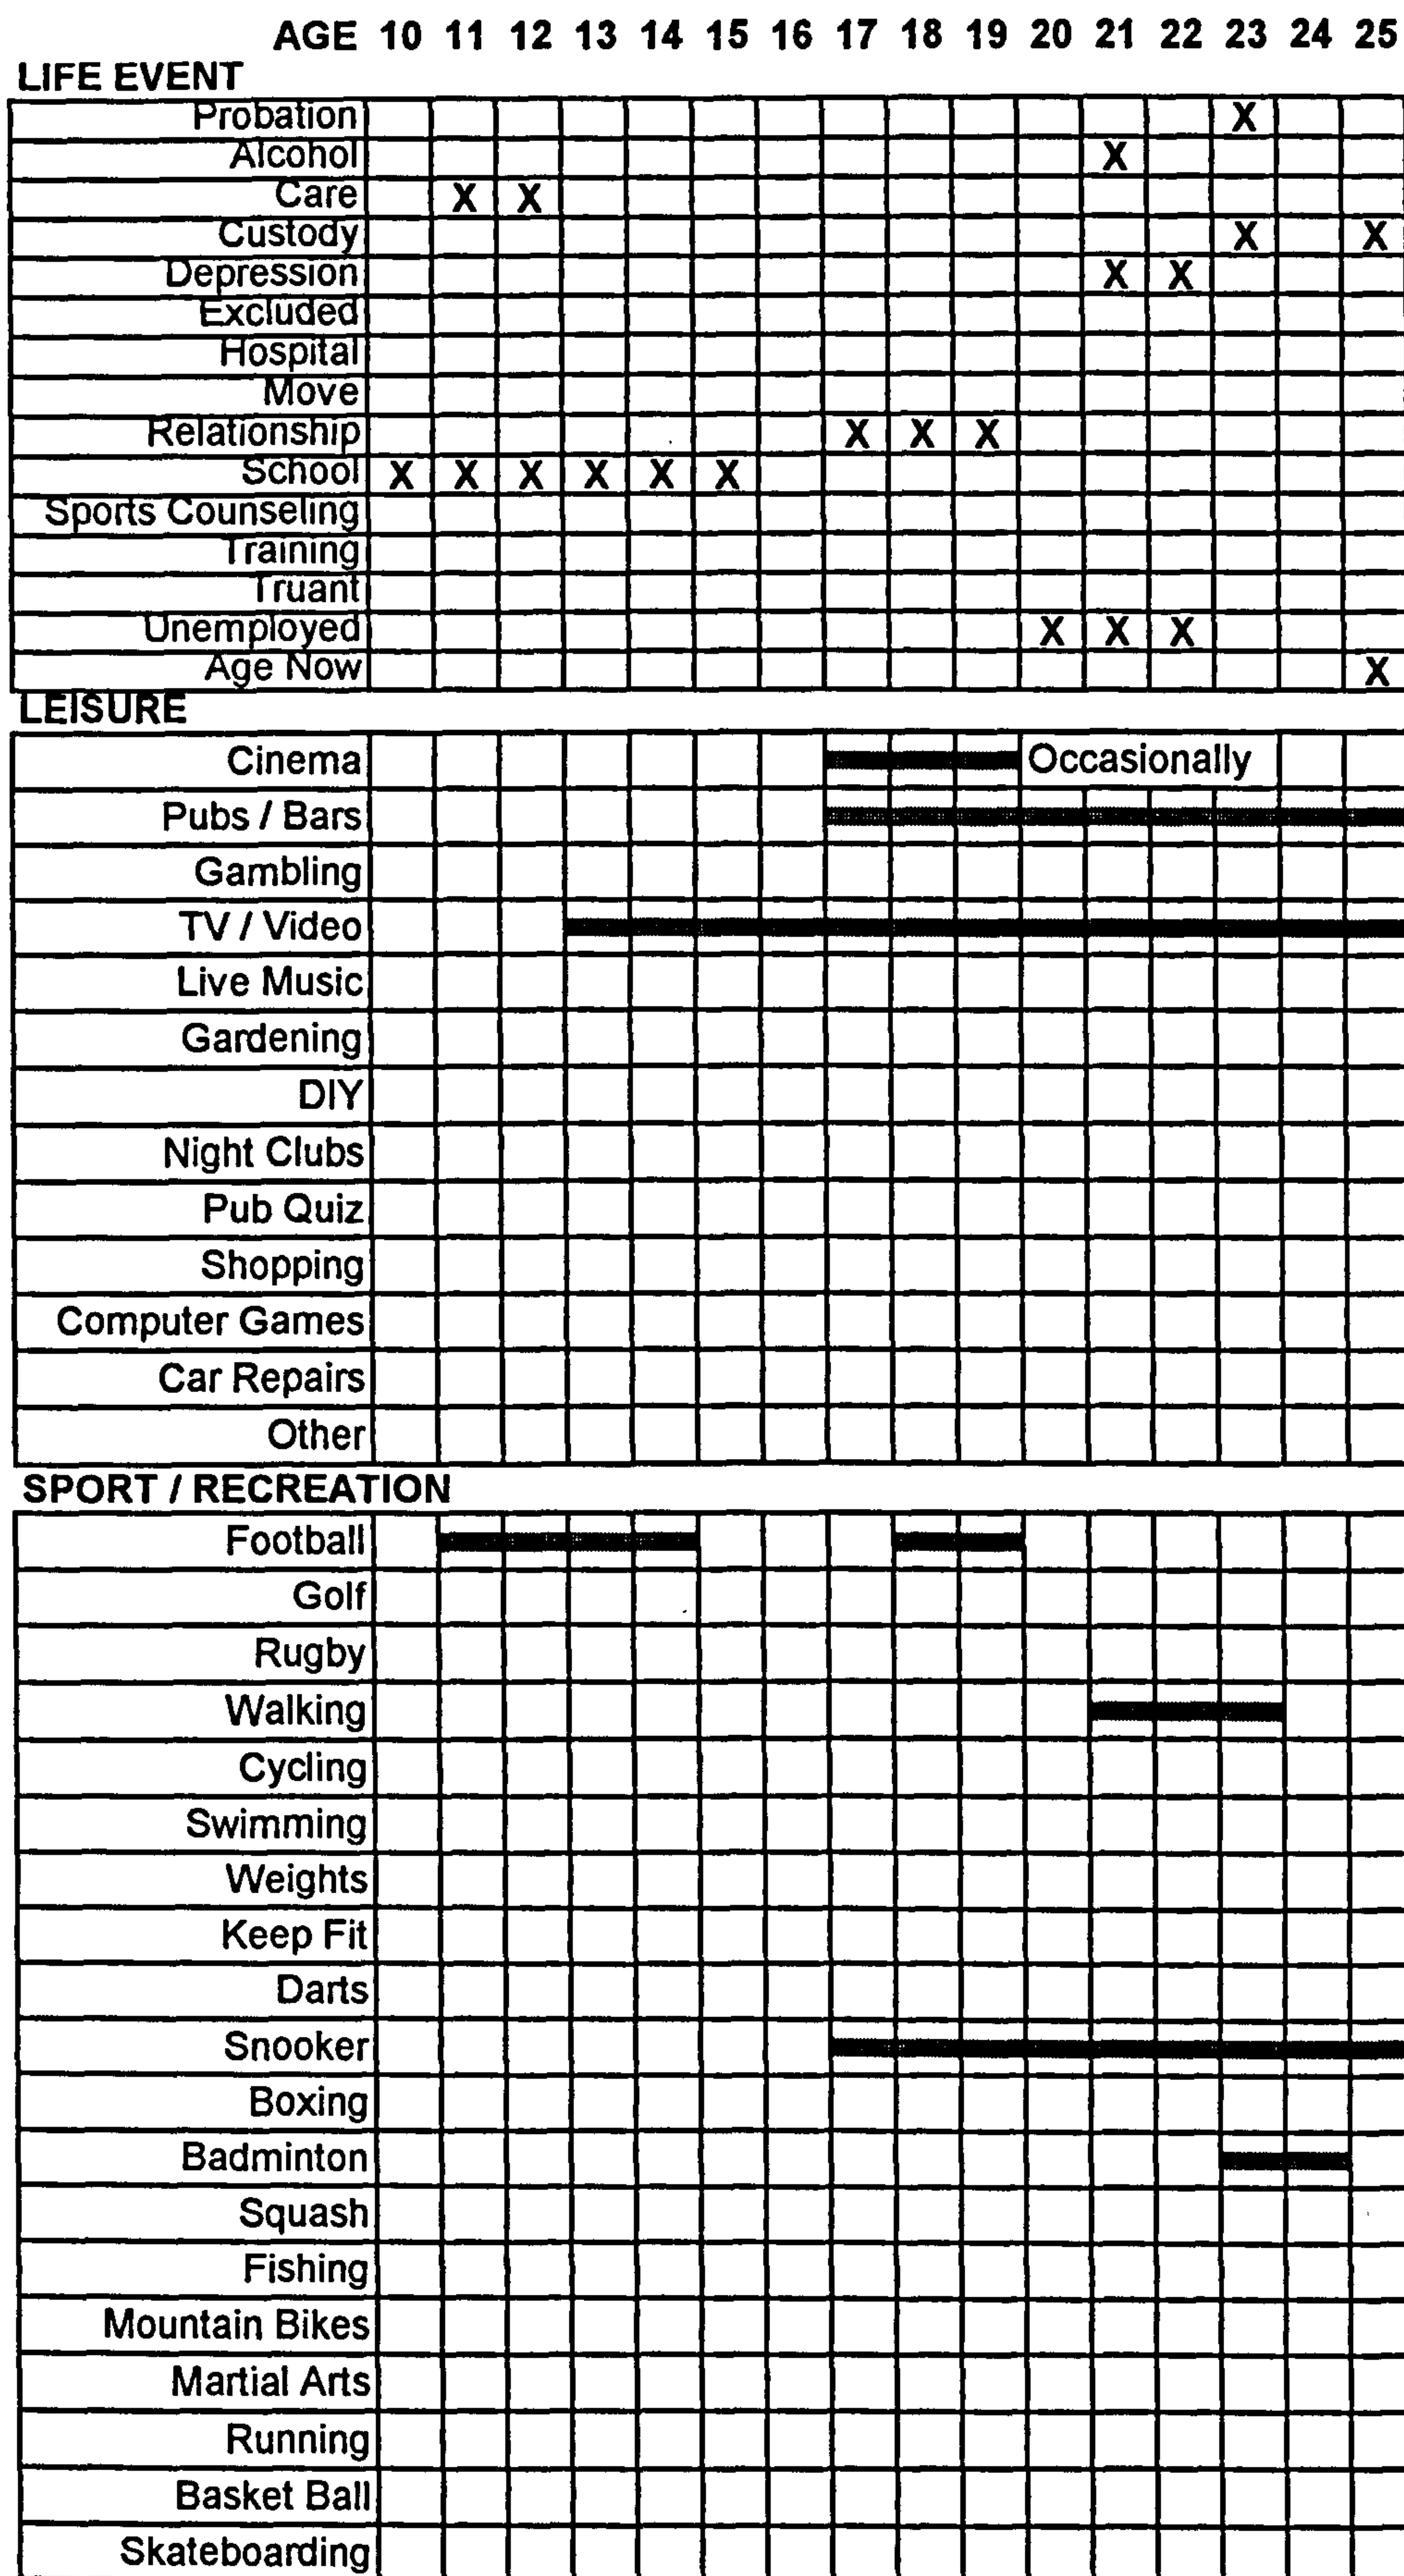 AGE 10 11 12 13 14 15 16 17 18 19 20 21 22 23 24 25
LIFE EVENT
Probation X
Alcohol X
Care X X
Custody X X
Depression X X
Excluded
Hospital
Move
Relationship X X X
School X X X X X X
Sports Counseling
Training
Truant
Unemployed X X X
Age Now X
LEISURE
Cinema Occasionally
Pubs / Bars
Gambling
TV / Video
Live Music
Gardening
DIY
Night Clubs
Pub Quiz
Shopping
Computer Games
Car Repairs
Other
SPORT / RECREATION
Football
Golf
Rugby
Walking
Cycling
Swimming
Weights
Keep Fit
Darts
Snooker
Boxing
Badminton
Squash
Fishing
Mountain Bikes
Martial Arts
Running
Basket Ball
Skateboarding